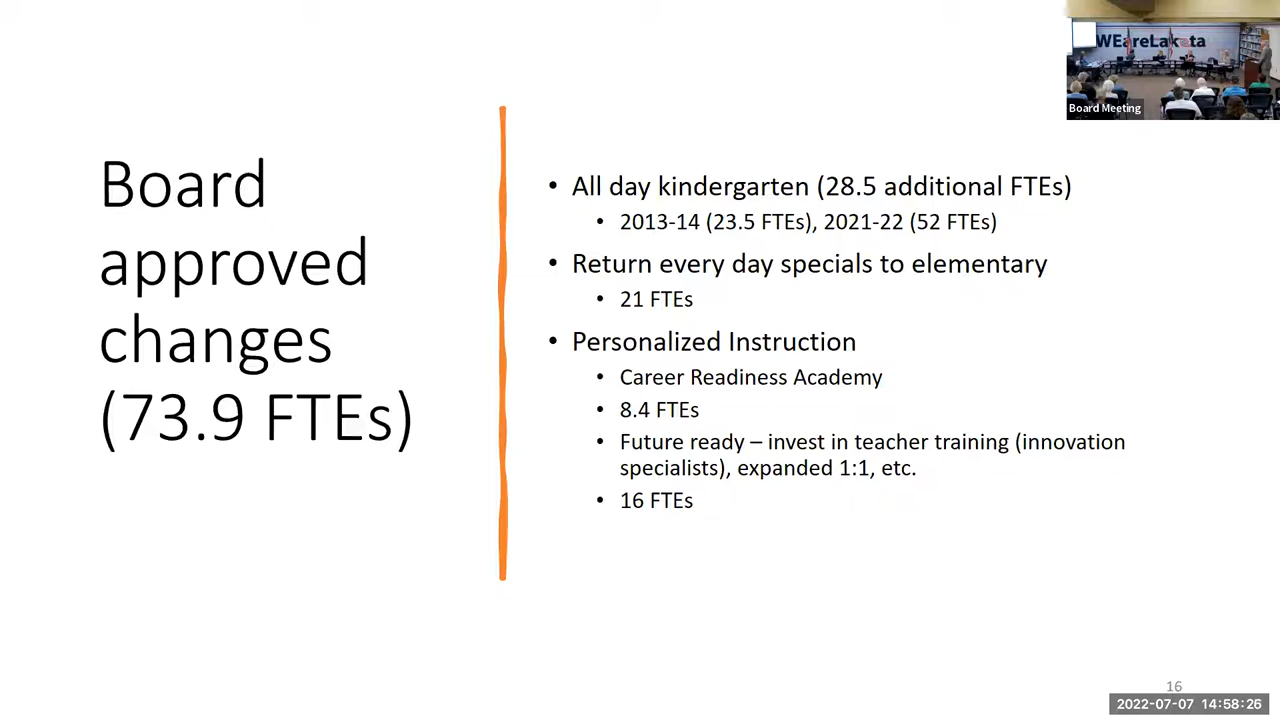 WEareLakota
Board Meeting
Board
approved
changes
(73.9 FTEs)
• All day kindergarten (28.5 additional FTEs)
• 2013-14 (23.5 FTEs), 2021-22 (52 FTEs)
• Return every day specials to elementary
• 21 FTEs
• Personalized Instruction
• Career Readiness Academy
• 8.4 FTEs
• Future ready – invest in teacher training (innovation
specialists), expanded 1:1, etc.
• 16 FTEs
16
2022-07-07 14:58:26